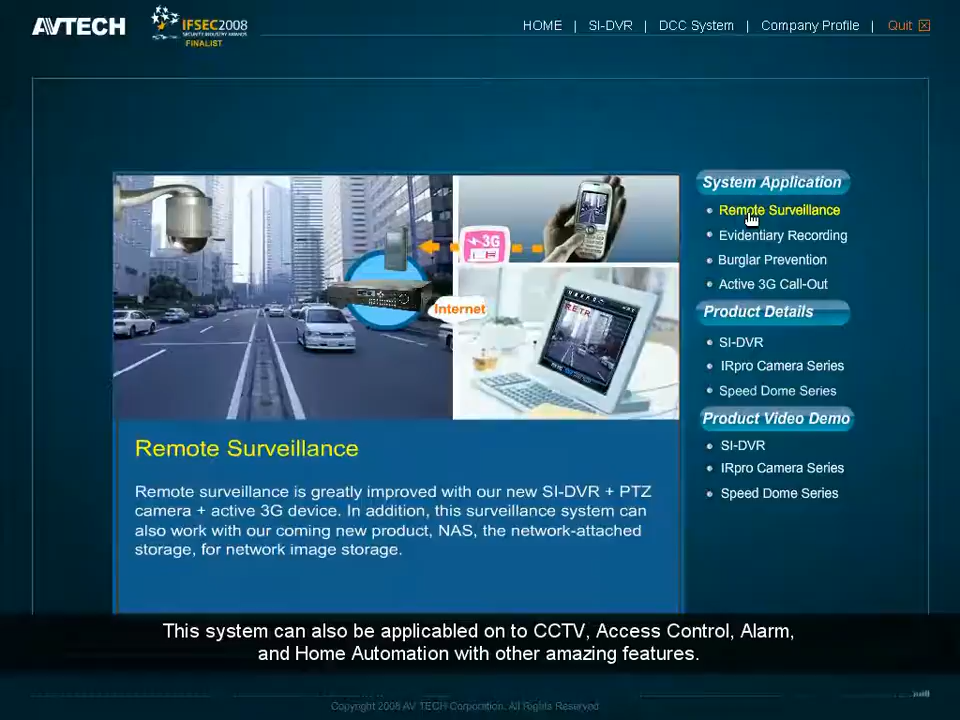 AVTECH
IFSEC2008
SECURITY INDUSTRY AWARDS
FINALIST
HOME | SI-DVR | DCC System | Company Profile | Quit
System Application
Remote Surveillance
Evidentiary Recording
Burglar Prevention
Active 3G Call-Out
Product Details
SI-DVR
IRpro Camera Series
Speed Dome Series
Product Video Demo
SI-DVR
IRpro Camera Series
Speed Dome Series
3G
Internet
RETR
Remote Surveillance
Remote surveillance is greatly improved with our new SI-DVR + PTZ
camera + active 3G device. In addition, this surveillance system can
also work with our coming new product, NAS, the network-attached
storage, for network image storage.
This system can also be applicabled on to CCTV, Access Control, Alarm,
and Home Automation with other amazing features.
Copyright 2008 AV TECH Corporation. All Rights Reserved